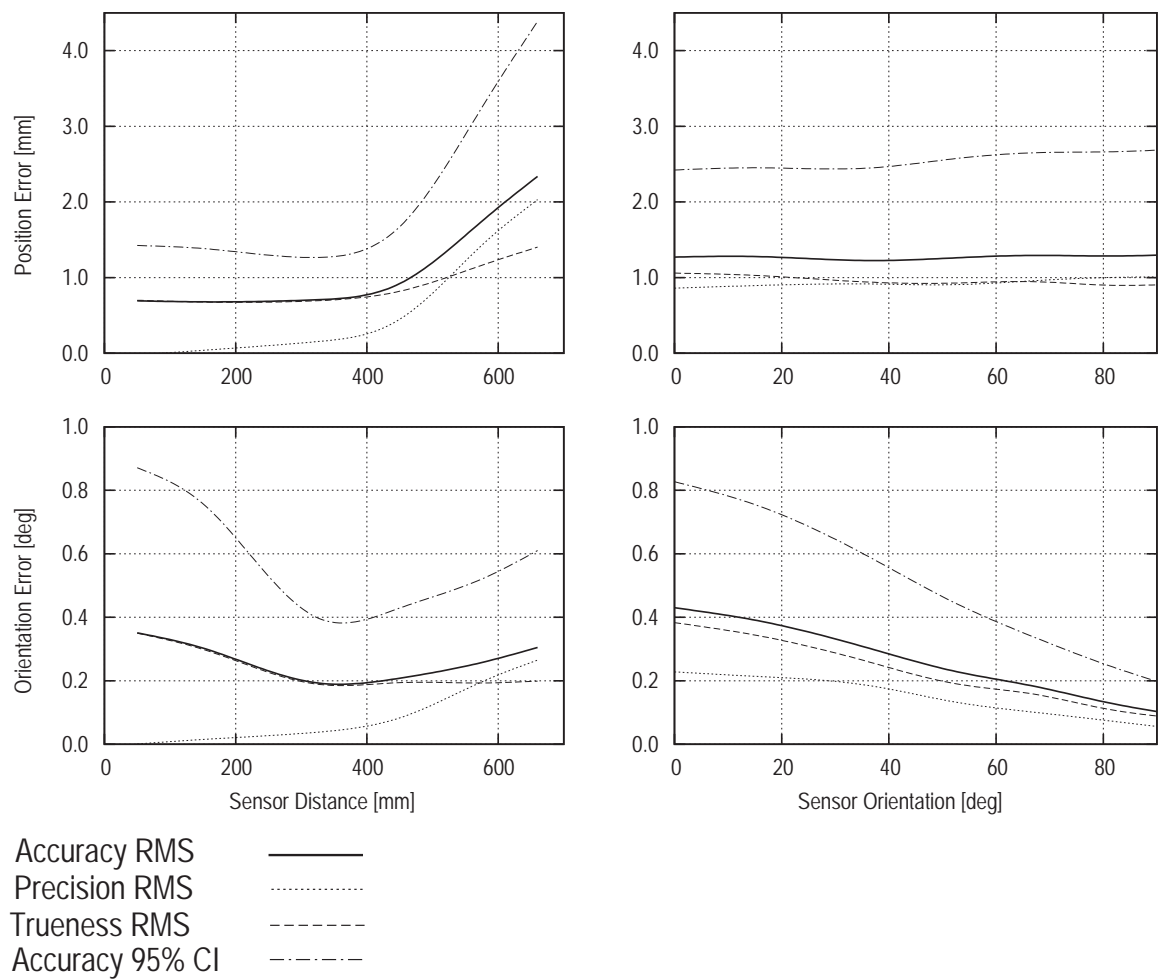 4.0
3.0
2.0
1.0
0.0
Position Error [mm]
0 200 400 600
4.0
3.0
2.0
1.0
0.0
0 20 40 60 80
1.0
0.8
0.6
0.4
0.2
0.0
Orientation Error [deg]
0 200 400 600
Sensor Distance [mm]
1.0
0.8
0.6
0.4
0.2
0.0
0 20 40 60 80
Sensor Orientation [deg]
Accuracy RMS
Precision RMS
Trueness RMS
Accuracy 95% CI